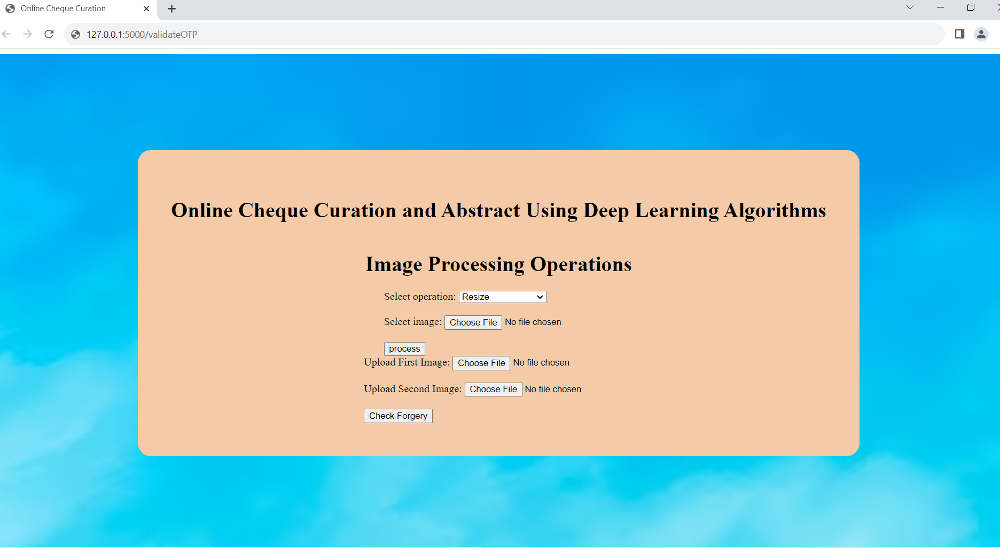 Online Cheque Curation
127.0.0.1:5000/validateOTP
Online Cheque Curation and Abstract Using Deep Learning Algorithms
Image Processing Operations
Select operation: Resize
Select image: Choose File No file chosen
process
Upload First Image: Choose File No file chosen
Upload Second Image: Choose File No file chosen
Check Forgery